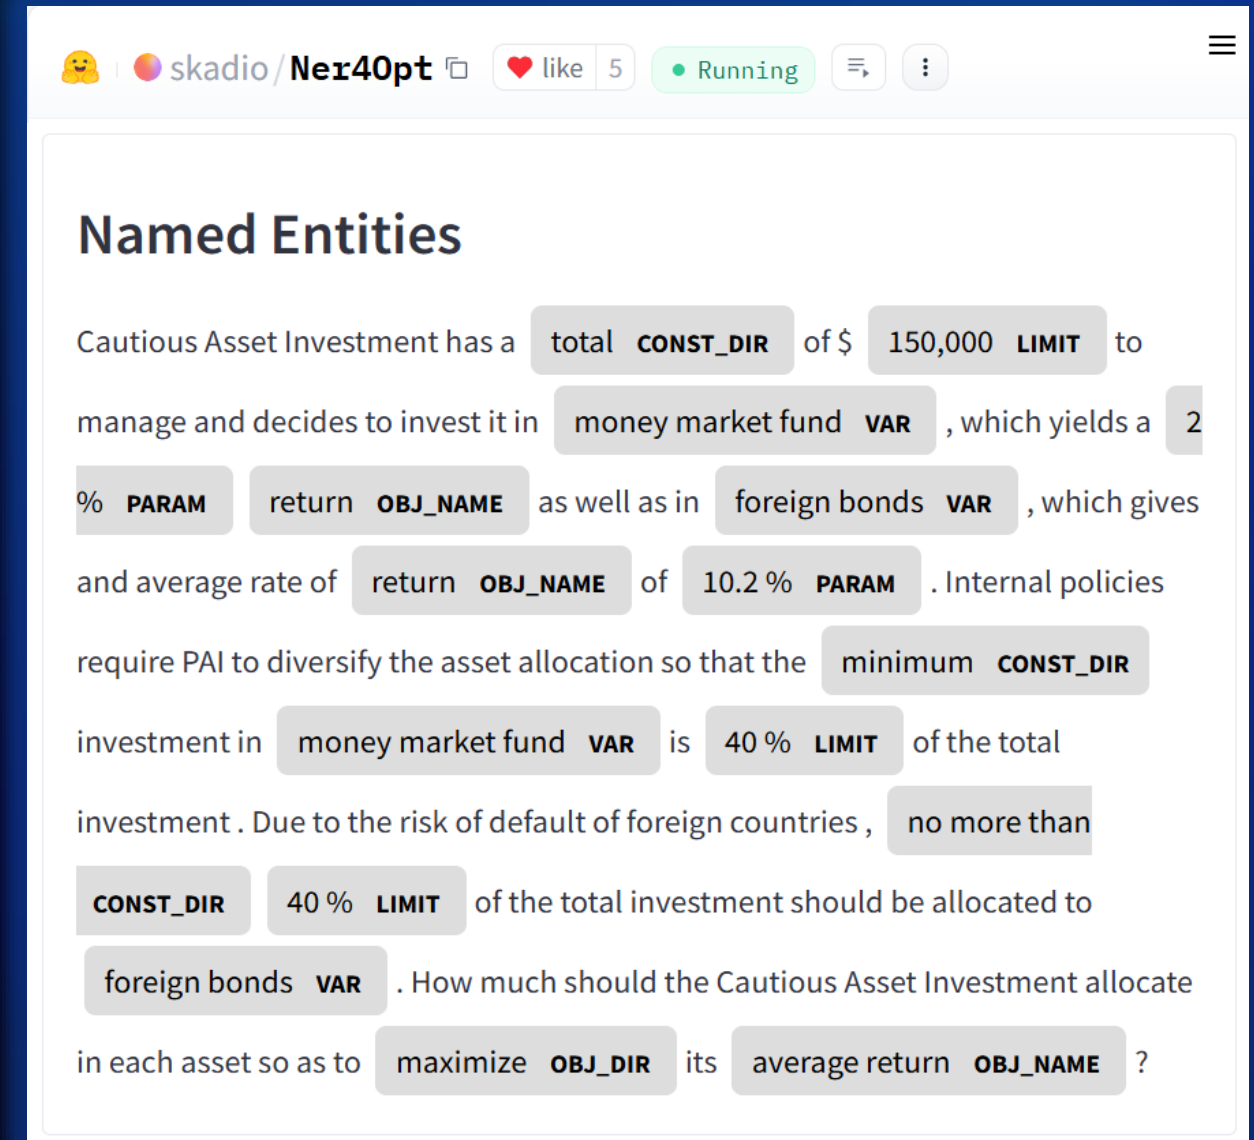 skadio/Ner4Opt like 5 Running
Named Entities
Cautious Asset Investment has a total CONST_DIR of $ 150,000 LIMIT to
manage and decides to invest it in money market fund VAR , which yields a 2
% PARAM return OBJ_NAME as well as in foreign bonds VAR , which gives
and average rate of return OBJ_NAME of 10.2 % PARAM . Internal policies
require PAI to diversify the asset allocation so that the minimum CONST_DIR
investment in money market fund VAR is 40 % LIMIT of the total
investment . Due to the risk of default of foreign countries , no more than
CONST_DIR 40 % LIMIT of the total investment should be allocated to
foreign bonds VAR . How much should the Cautious Asset Investment allocate
in each asset so as to maximize OBJ_DIR its average return OBJ_NAME ?